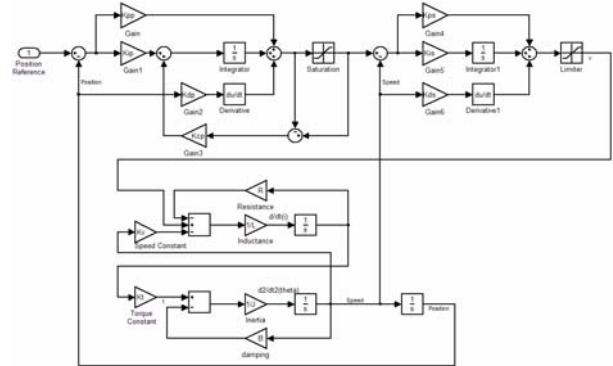 Kpp
Gain
Kps
Gain4
1
Position
Reference
Kip
Gain1
1
s
Integrator
Saturation
Kis
Gain5
1
s
Integrator1
Limiter
v
Position
Speed
Kdp
Gain2
du/dt
Derivative
Kds
Gain6
du/dt
Derivative1
Kcp
Gain3
R
Resistance
d/dt(i)
Kv
Speed Constant
1/L
Inductance
1
s
d2/dt2(theta)
Kt
Torque
Constant
1/J
Inertia
1
s
Speed
1
s
Position
B
damping